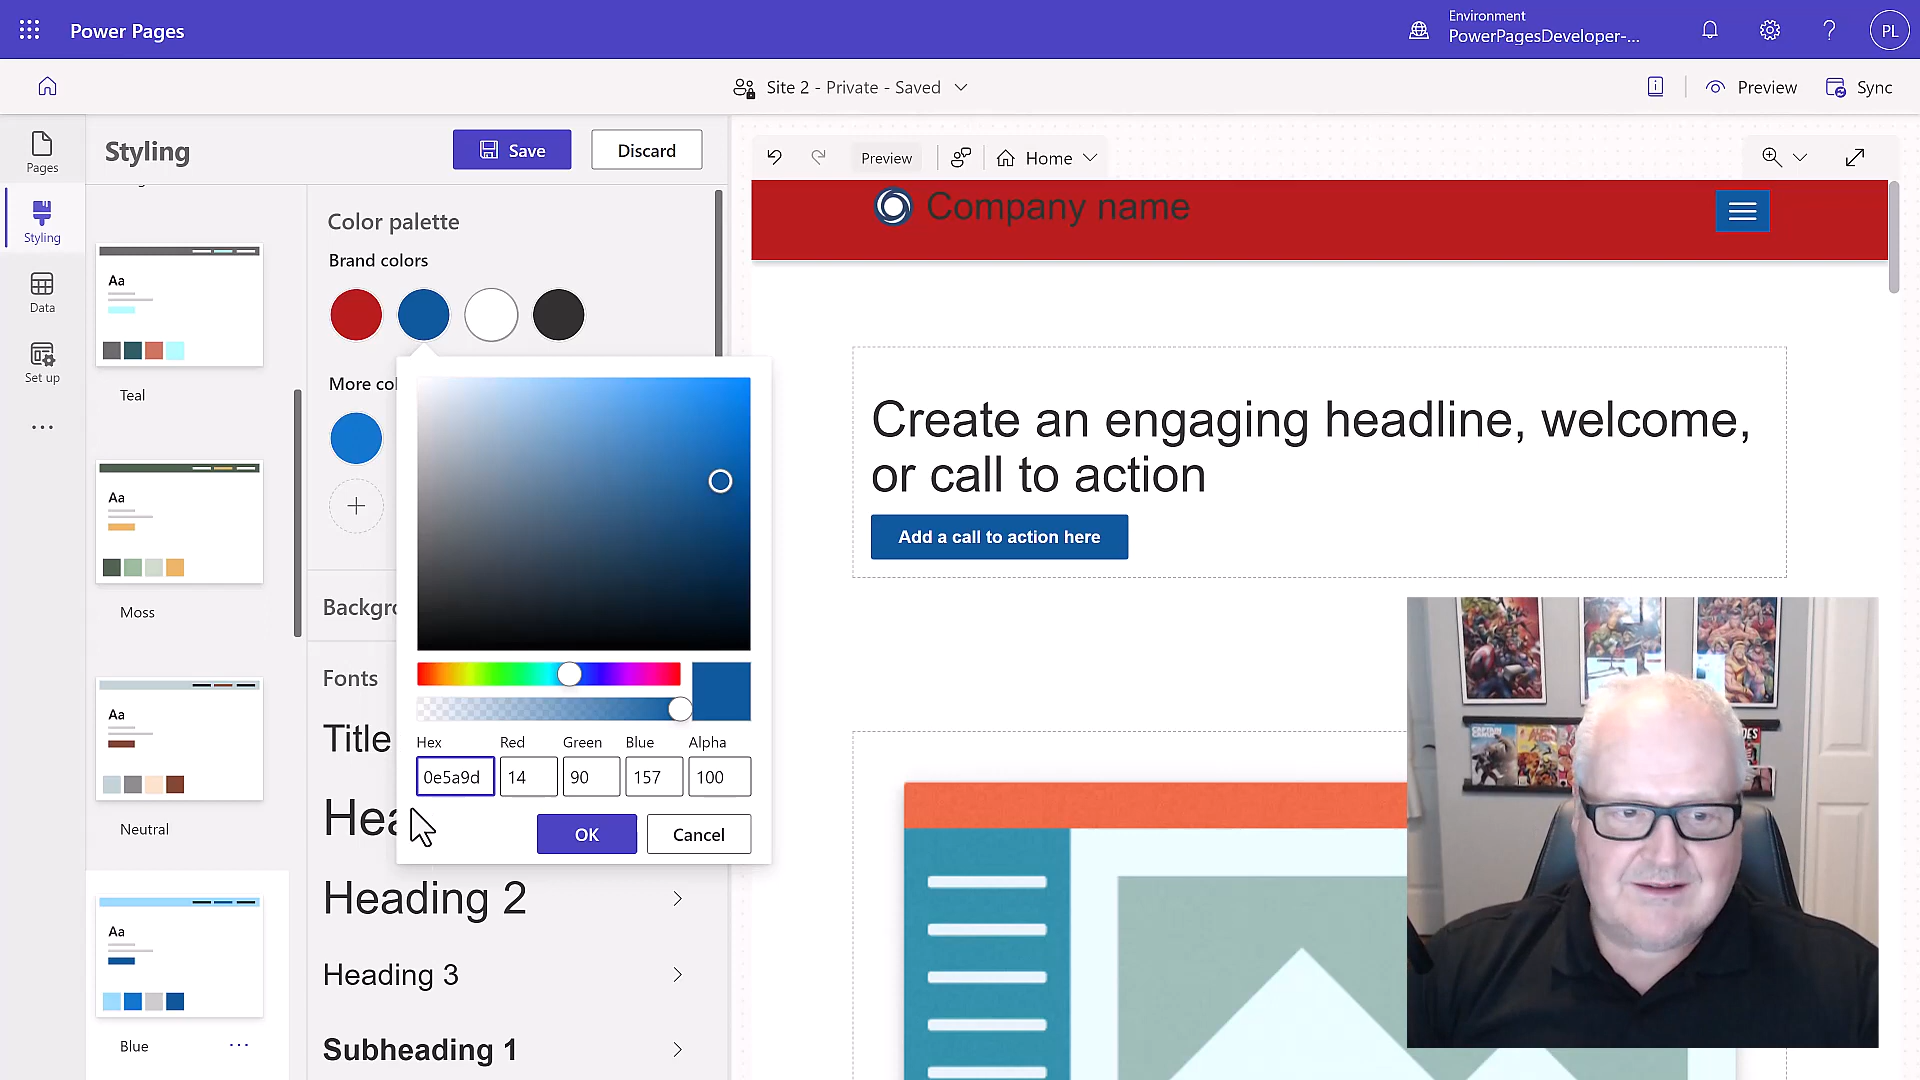 Power Pages
Environment
PowerPagesDeveloper-...
PL
Site 2 - Private - Saved
Preview
Sync
Pages
Styling
Data
Set up
Styling
Save
Discard
Aa
Teal
Aa
Moss
Aa
Neutral
Aa
Blue
Color palette
Brand colors
More col
Backgro
Fonts
Title
Hea
Heading 2
Heading 3
Subheading 1
Hex
Red
Green
Blue
Alpha
0e5a9d
14
90
157
100
OK
Cancel
Preview
Home
Company name
Create an engaging headline, welcome,
or call to action
Add a call to action here